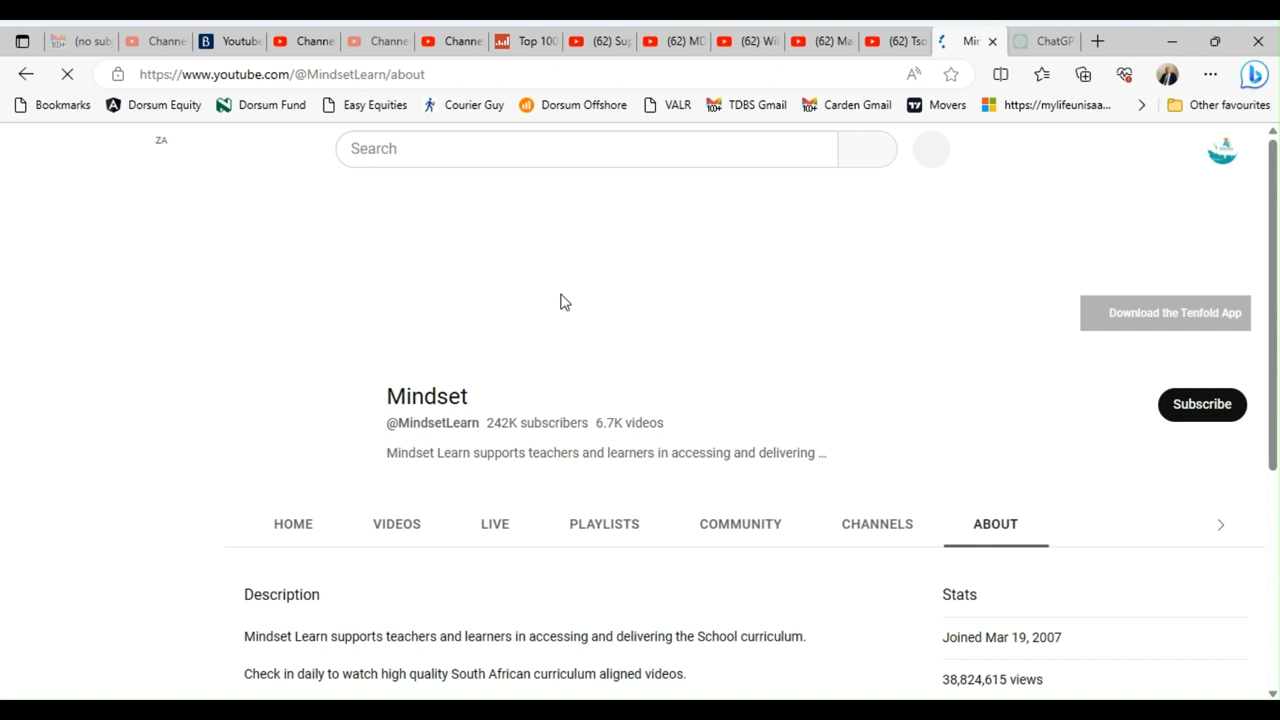 (no sub
Channe
Youtube
Channe
Channe
Channe
Top 100
(62) Sup
(62) MD
(62) Wil
(62) Ma
(62) Tso
Min
ChatGP
https://www.youtube.com/@MindsetLearn/about
Bookmarks
Dorsum Equity
Dorsum Fund
Easy Equities
Courier Guy
Dorsum Offshore
VALR
TDBS Gmail
Carden Gmail
Movers
https://mylifeunisaa...
Other favourites
ZA
Search
Download the Tenfold App
Mindset
@MindsetLearn 242K subscribers 6.7K videos
Mindset Learn supports teachers and learners in accessing and delivering ...
Subscribe
HOME VIDEOS LIVE PLAYLISTS COMMUNITY CHANNELS ABOUT
Description
Mindset Learn supports teachers and learners in accessing and delivering the School curriculum.
Check in daily to watch high quality South African curriculum aligned videos.
Stats
Joined Mar 19, 2007
38,824,615 views